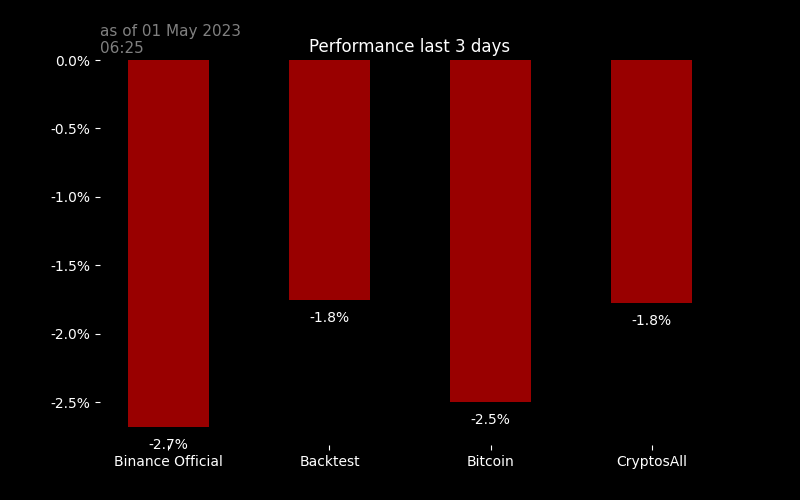 as of 01 May 2023
06:25
Performance last 3 days
0.0%
-0.5%
-1.0%
-1.5%
-2.0%
-2.5%
-2.7%
-1.8%
-2.5%
-1.8%
Binance Official
Backtest
Bitcoin
CryptosAll